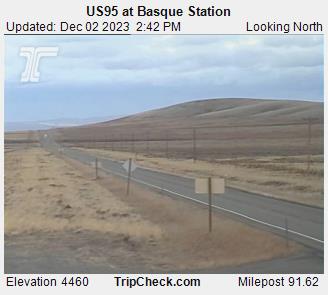 US95 at Basque Station
Updated: Dec 02 2023 2:42 PM Looking North
Elevation 4460 TripCheck.com Milepost 91.62